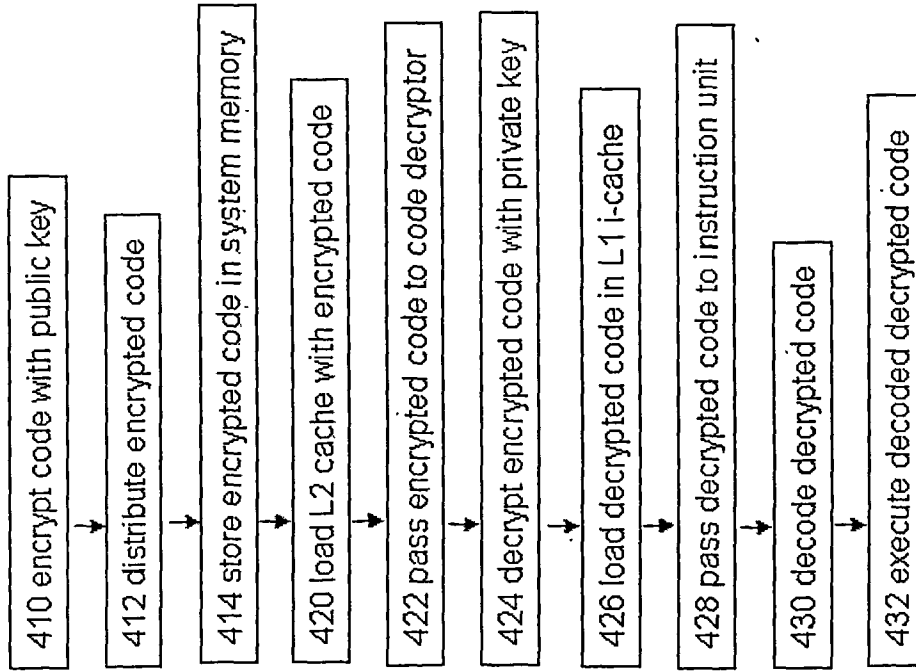 410 encrypt code with public key
412 distribute encrypted code
414 store encrypted code in system memory
420 load L2 cache with encrypted code
422 pass encrypted code to code decryptor
424 decrypt encrypted code with private key
426 load decrypted code in L1 i-cache
428 pass decrypted code to instruction unit
430 decode decrypted code
432 execute decoded decrypted code